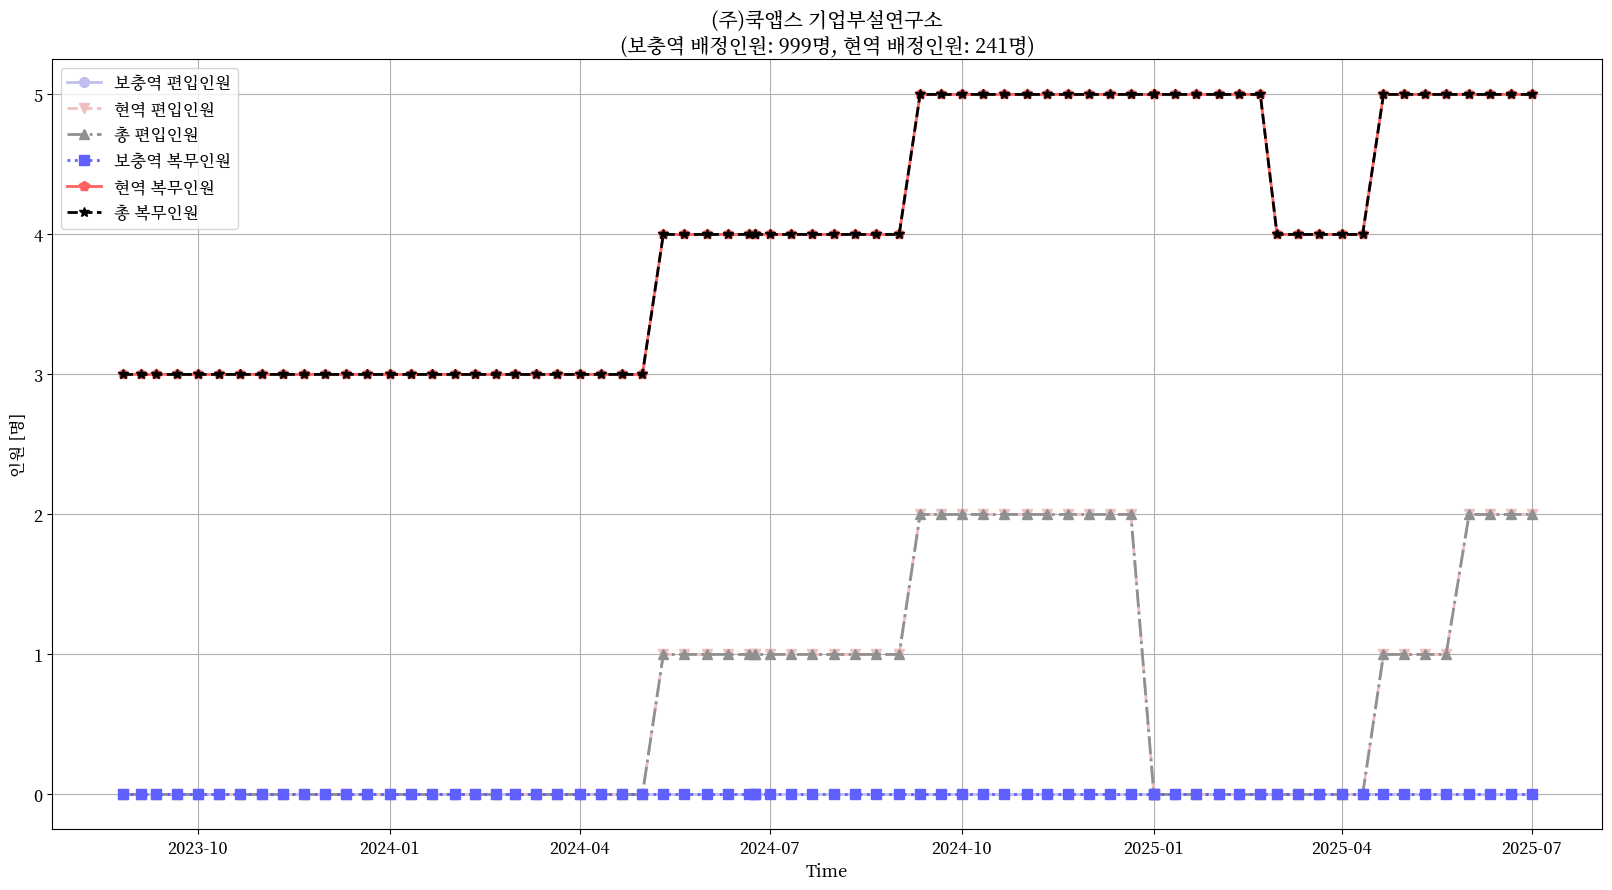 (주)쿡앱스 기업부설연구소
(보충역 배정인원: 999명, 현역 배정인원: 241명)
보충역 편입인원
현역 편입인원
총 편입인원
보충역 복무인원
현역 복무인원
총 복무인원
인원 [명]
5
4
3
2
1
0
2023-10
2024-01
2024-04
2024-07
2024-10
2025-01
2025-04
2025-07
Time